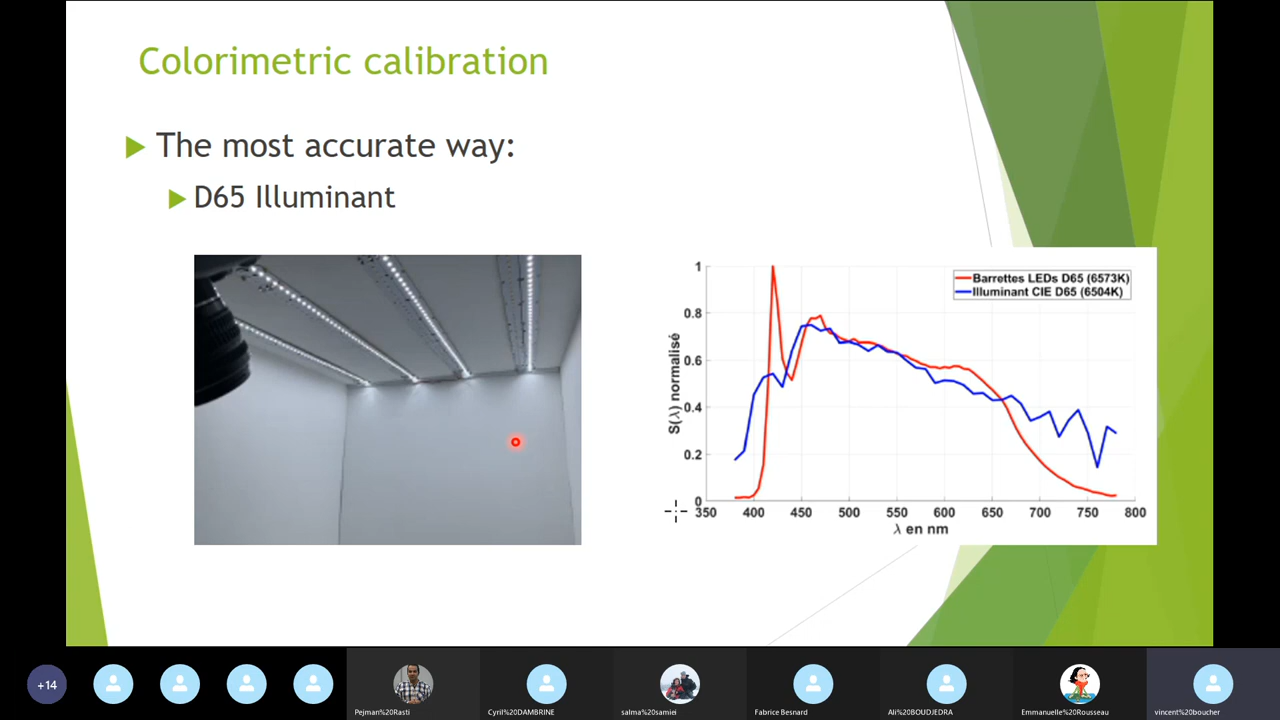 Colorimetric calibration
The most accurate way:
D65 Illuminant
Barrettes LEDs D65 (6573K)
Illuminant CIE D65 (6504K)
1
0.8
0.6
0.4
0.2
0
S(λ) normalisé
350 400 450 500 550 600 650 700 750 800
λ en nm
+14
Pejman%20Rasti
Cyril%20DAMBRINE
salma%20samiei
Fabrice Besnard
Ali%20BOUDJEDRA
Emmanuelle%20Rousseau
vincent%20boucher